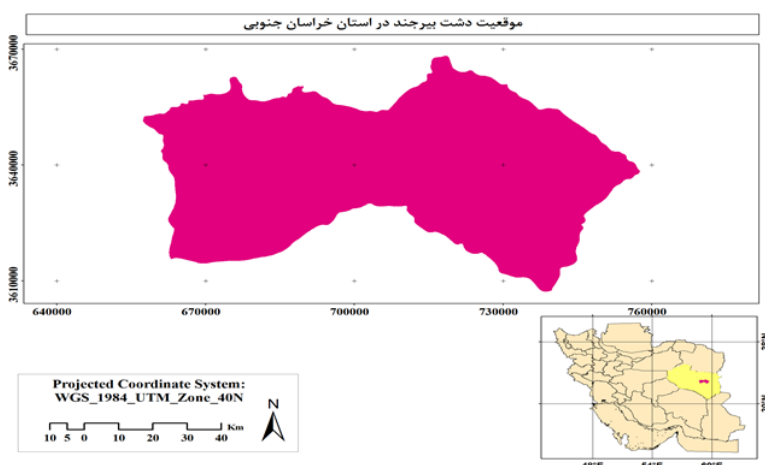 موقعیت دشت بیرجند در استان خراسان جنوبی
3670000
3640000
3610000
640000 670000 700000 730000 760000
Projected Coordinate System:
WGS_1984_UTM_Zone_40N
N
10 5 0 10 20 30 40 Km